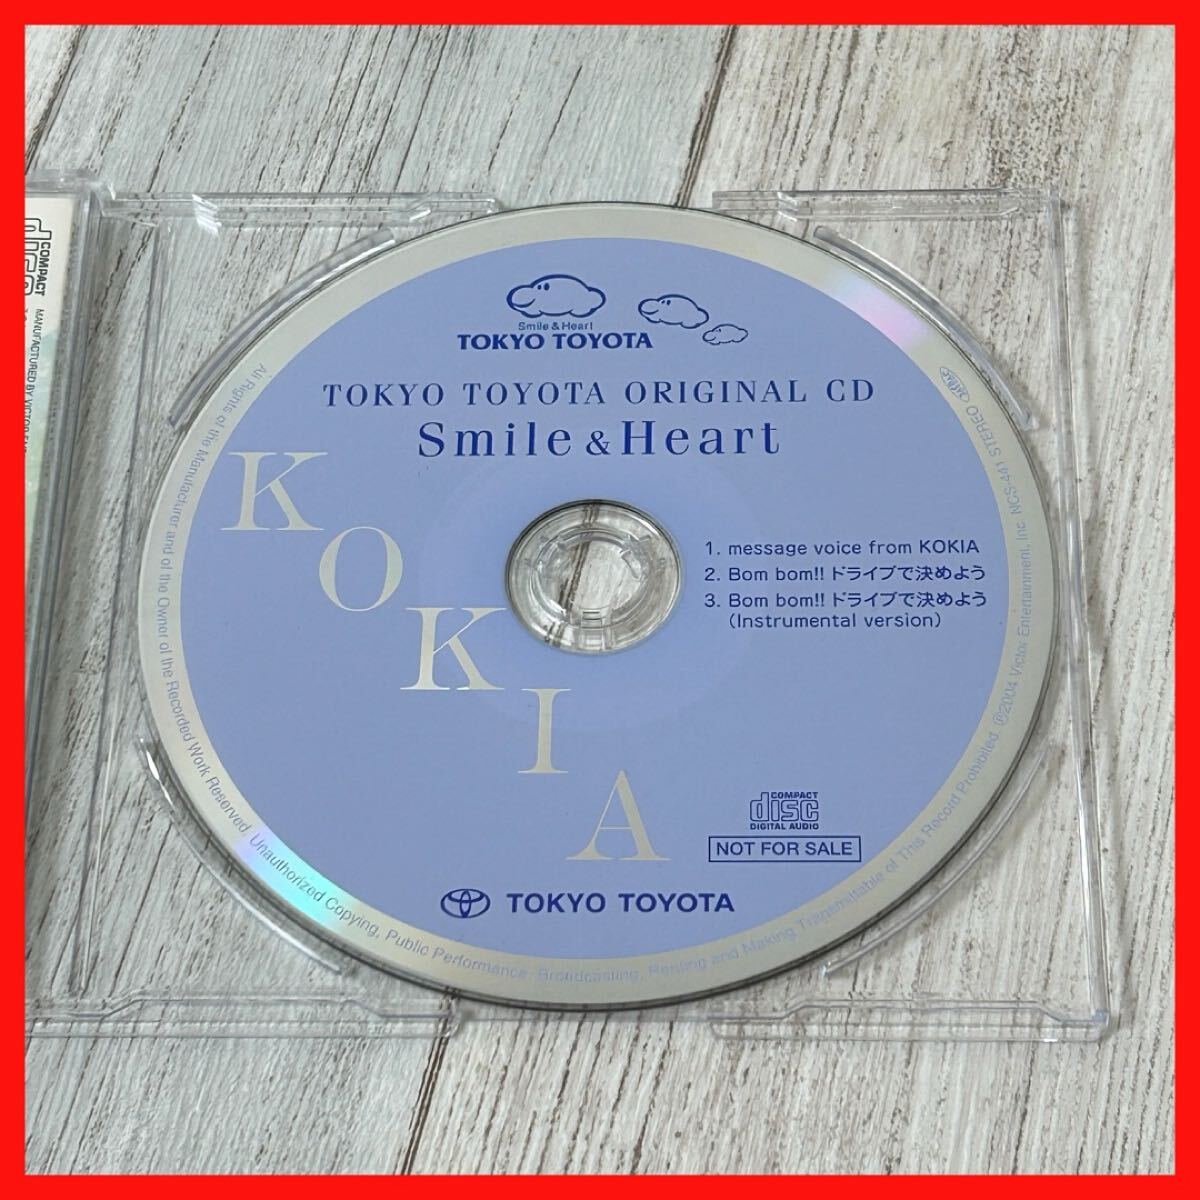 Smile & Heart
TOKYO TOYOTA
TOKYO TOYOTA ORIGINAL CD
Smile & Heart
KOKIA
1. message voice from KOKIA
2. Bom bom!! ドライブで決めよう
3. Bom bom!! ドライブで決めよう
(Instrumental version)
COMPACT
disc
DIGITAL AUDIO
NOT FOR SALE
TOKYO TOYOTA
All Rights of the Manufacturer and of the Owner of the Recorded Work Reserved. Unauthorized Copying, Public Performance, Broadcasting, Renting and Making Transmittable of This Record Prohibited. ℗2004 Victor Entertainment, Inc. NCS-441 STEREO
COMPACT
disc
MANUFACTURED BY VICTOR